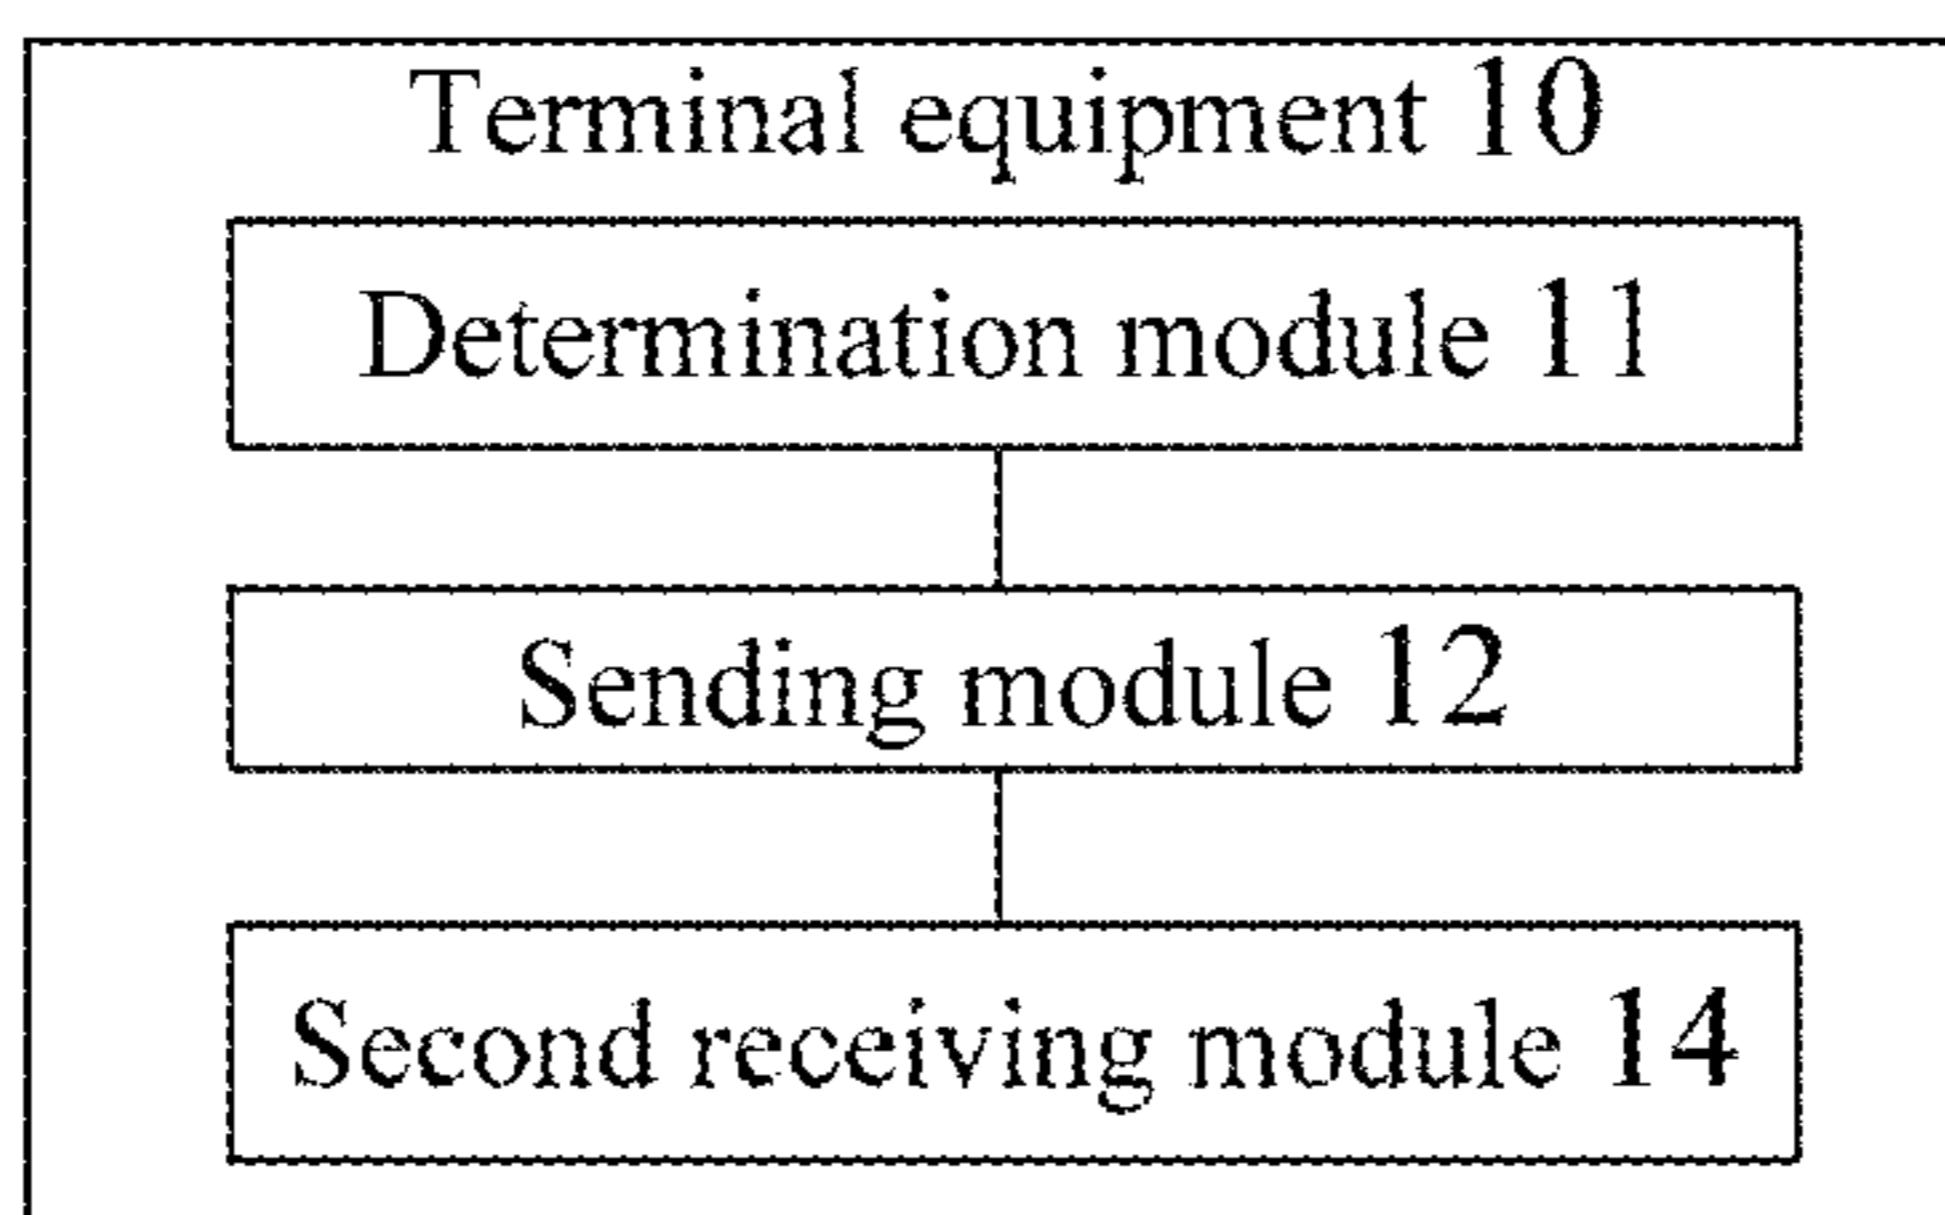 Terminal equipment 10
Determination module 11
Sending module 12
Second receiving module 14